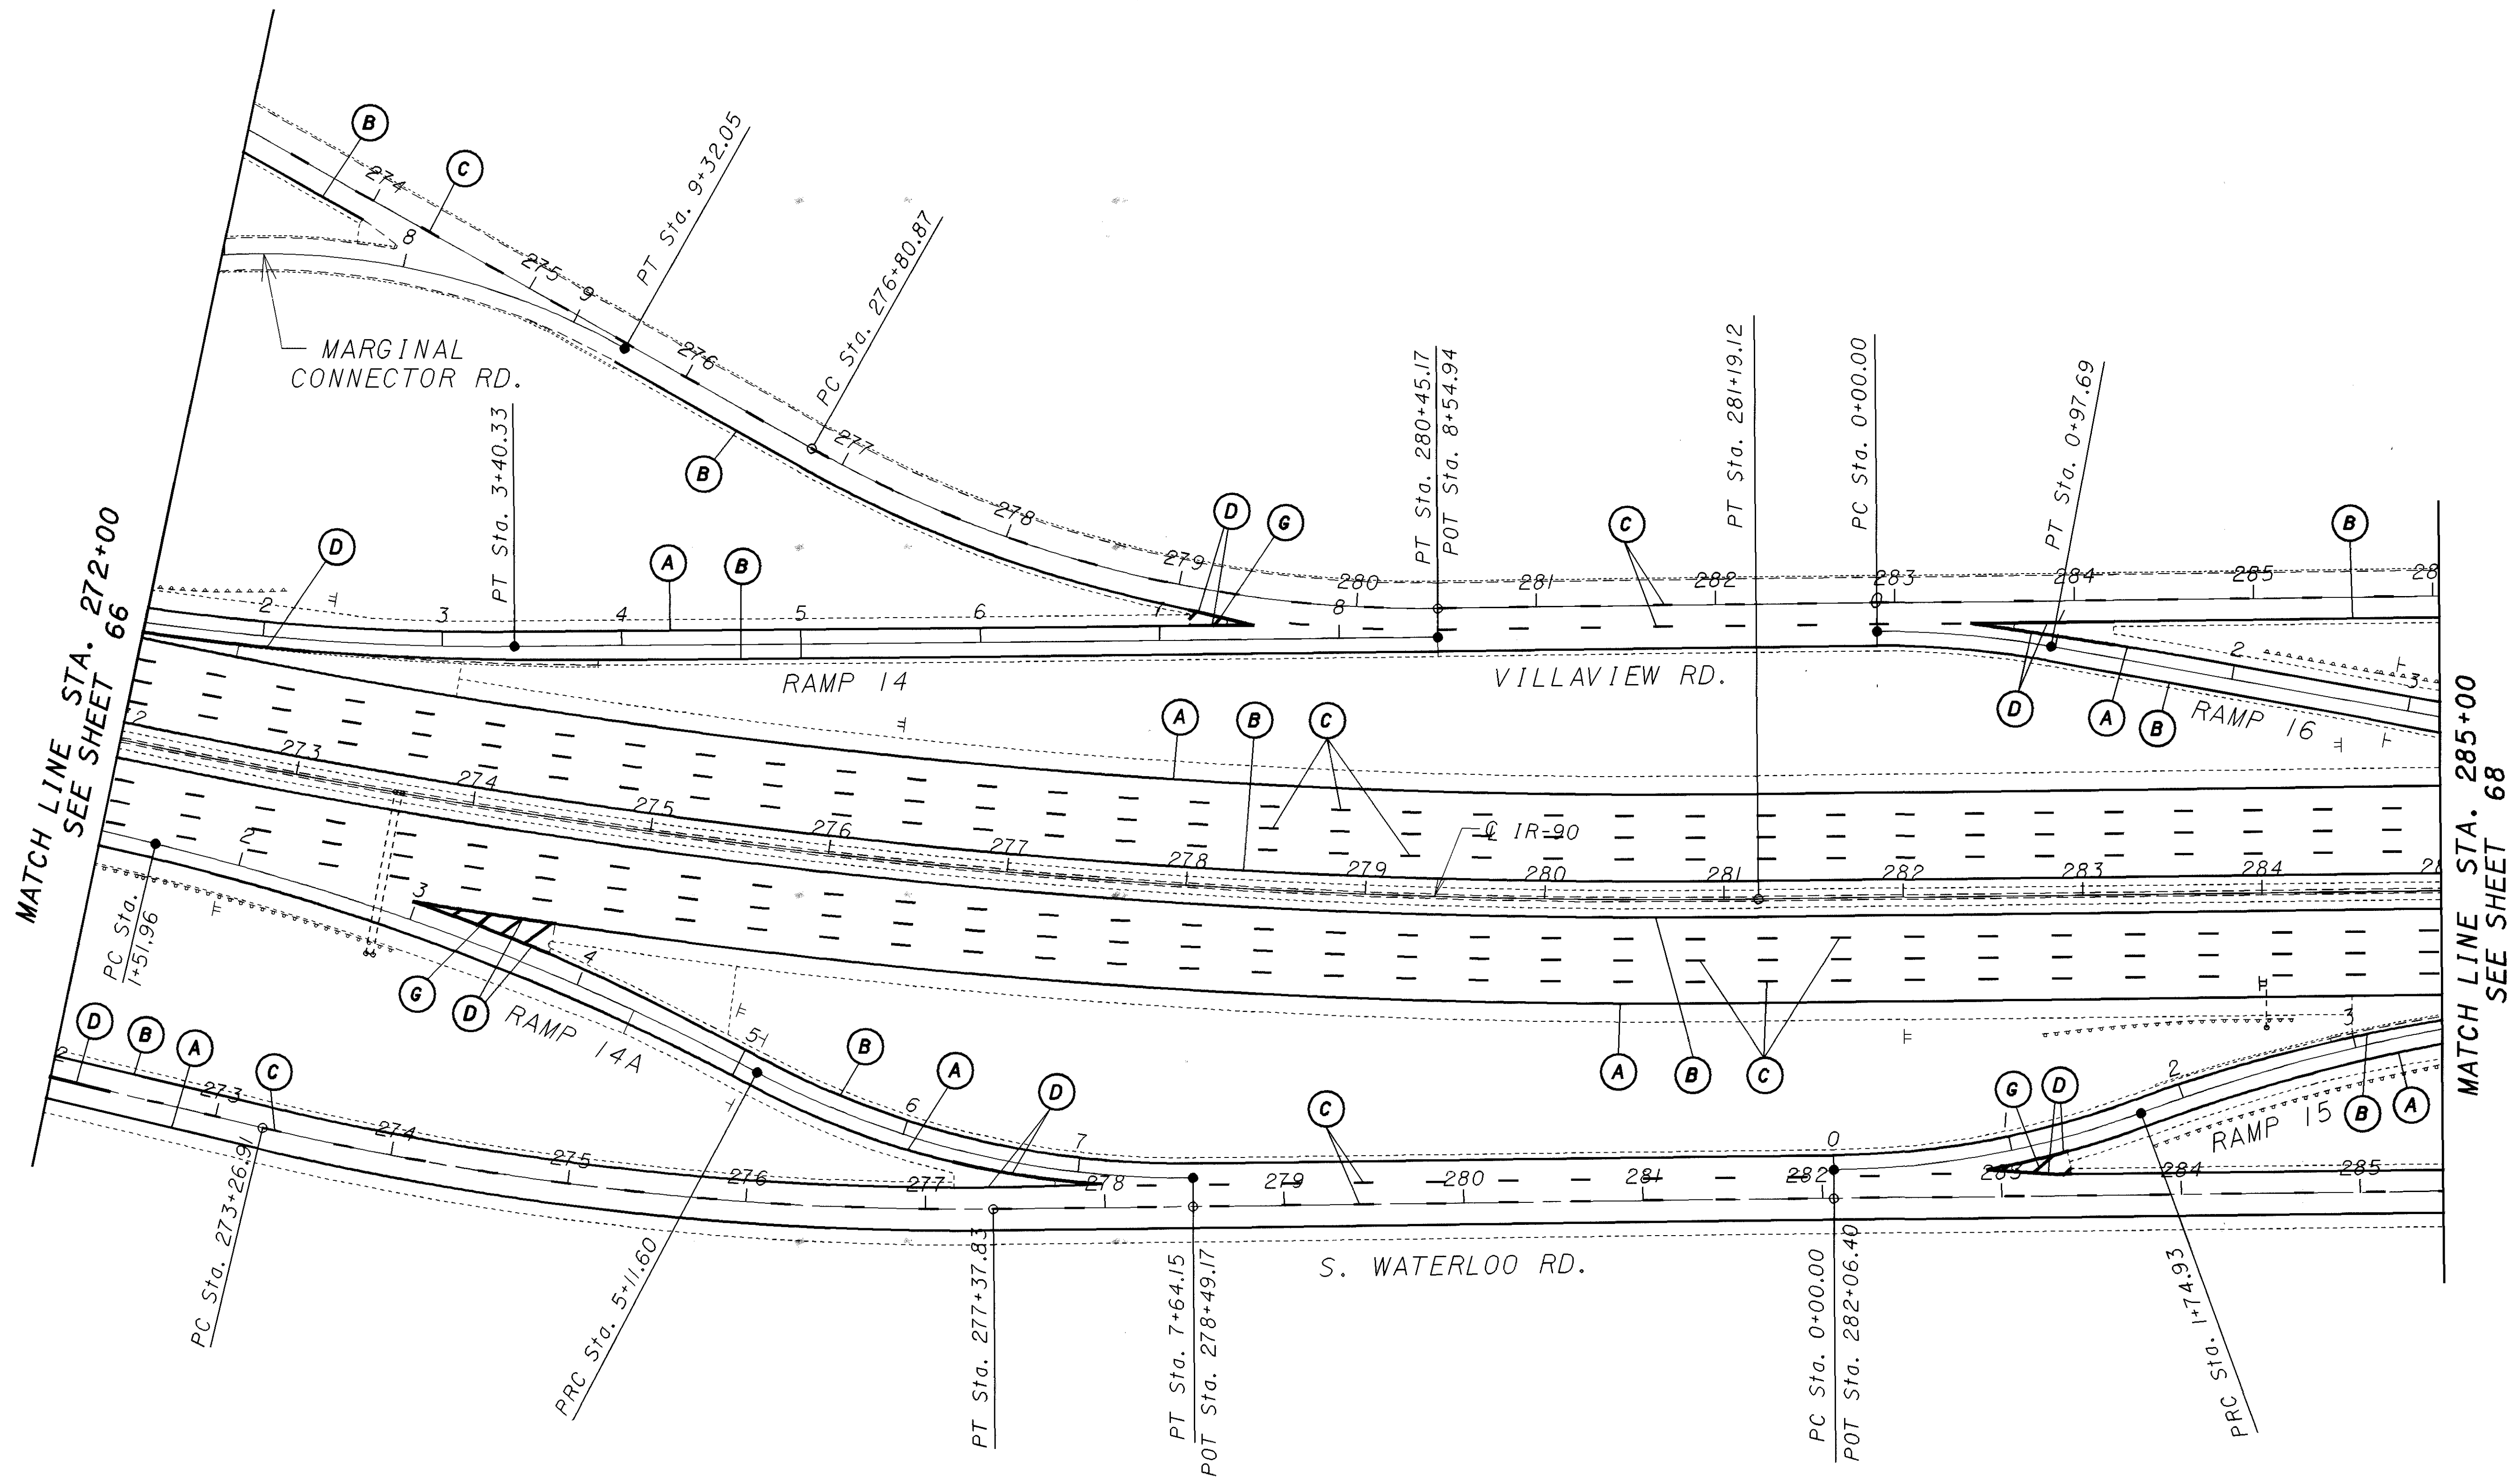 B
C
274
8
275
9
276
277
278
279
280
281
282
283
284
285
28
PT Sta. 9+32.05
PC Sta. 276+80.87
MARGINAL
CONNECTOR RD.
PT Sta. 3+40.33
B
D
G
PT Sta. 280+45.17
POT Sta. 8+54.94
C
PT Sta. 281+19.12
PC Sta. 0+00.00
PT Sta. 0+97.69
B
D
A
B
2
3
4
5
6
7
8
0
2
3
RAMP 14
VILLAVIEW RD.
D
A
B
RAMP 16
MATCH LINE STA. 272+00
SEE SHEET 66
A
B
C
2
273
274
275
276
277
278
279
280
281
282
283
284
28
℄ IR-90
MATCH LINE STA. 285+00
SEE SHEET 68
PC Sta.
1+51.96
2
3
4
5
6
7
G
D
RAMP 14A
A
B
C
D
B
A
C
B
A
D
C
G
D
0
1
2
3
RAMP 15
B
A
2
273
274
275
276
277
278
279
280
281
282
283
284
285
S. WATERLOO RD.
PC Sta. 273+26.91
PRC Sta. 5+11.60
PT Sta. 277+37.83
PT Sta. 7+64.15
POT Sta. 278+49.17
PC Sta. 0+00.00
POT Sta. 282+06.40
PRC Sta. 1+74.93